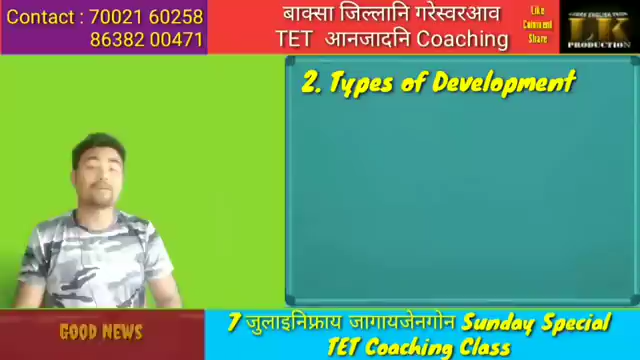 Contact : 70021 60258
86382 00471
बाक्सा जिल्लानि गरेस्वरआव
TET आनजादनि Coaching
Like
Comment
Share
LK
PRODUCTION
2. Types of Development
GOOD NEWS
7 जुलाइनिफ्राय जागायजेनगोन Sunday Special
TET Coaching Class